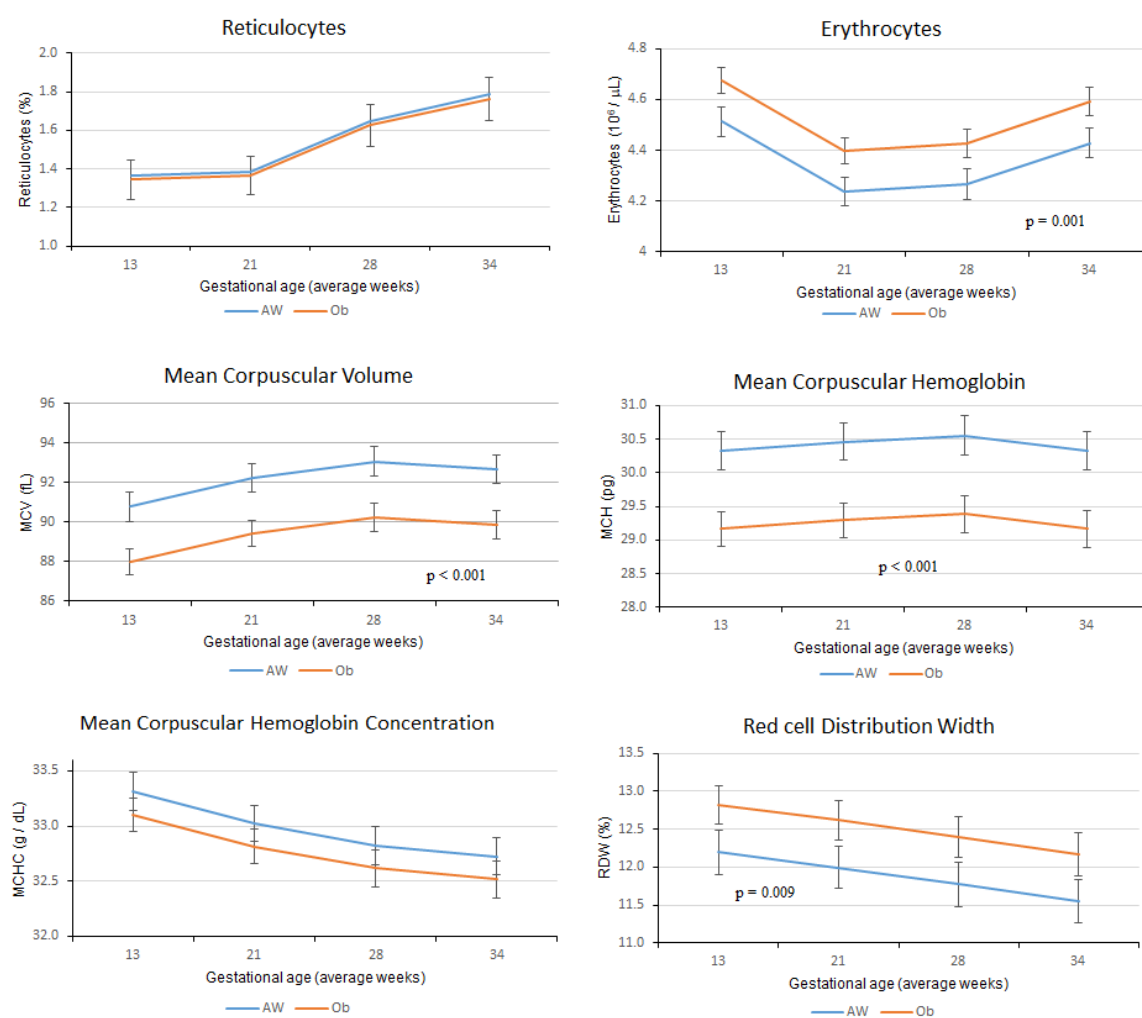 Reticulocytes
2.0
1.8
1.6
1.4
1.2
1.0
Reticulocytes (%)
13 21 28 34
Gestational age (average weeks)
AW Ob
Erythrocytes
4.8
4.6
4.4
4.2
4
Erythrocytes (10⁶ / µL)
p = 0.001
13 21 28 34
Gestational age (average weeks)
AW Ob
Mean Corpuscular Volume
96
94
92
90
88
86
MCV (fL)
p < 0.001
13 21 28 34
Gestational age (average weeks)
AW Ob
Mean Corpuscular Hemoglobin
31.0
30.5
30.0
29.5
29.0
28.5
28.0
MCH (pg)
p < 0.001
13 21 28 34
Gestational age (average weeks)
AW Ob
Mean Corpuscular Hemoglobin Concentration
33.5
33.0
32.5
32.0
MCHC (g / dL)
13 21 28 34
Gestational age (average weeks)
AW Ob
Red cell Distribution Width
13.5
13.0
12.5
12.0
11.5
11.0
RDW (%)
p = 0.009
13 21 28 34
Gestational age (average weeks)
AW Ob